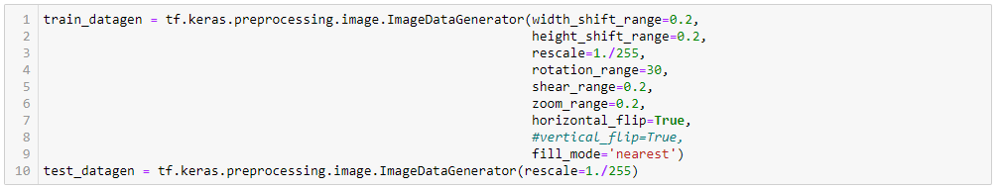 1 train_datagen = tf.keras.preprocessing.image.ImageDataGenerator(width_shift_range=0.2,
2 height_shift_range=0.2,
3 rescale=1./255,
4 rotation_range=30,
5 shear_range=0.2,
6 zoom_range=0.2,
7 horizontal_flip=True,
8 #vertical_flip=True,
9 fill_mode='nearest')
10 test_datagen = tf.keras.preprocessing.image.ImageDataGenerator(rescale=1./255)